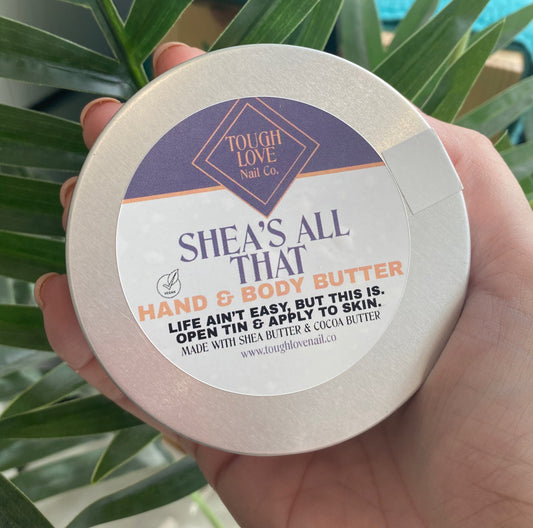 TOUGH
LOVE
Nail Co.
SHEA'S ALL
THAT
VEGAN
HAND & BODY BUTTER
LIFE AIN'T EASY, BUT THIS IS.
OPEN TIN & APPLY TO SKIN.
MADE WITH SHEA BUTTER & COCOA BUTTER
www.toughlovenail.co